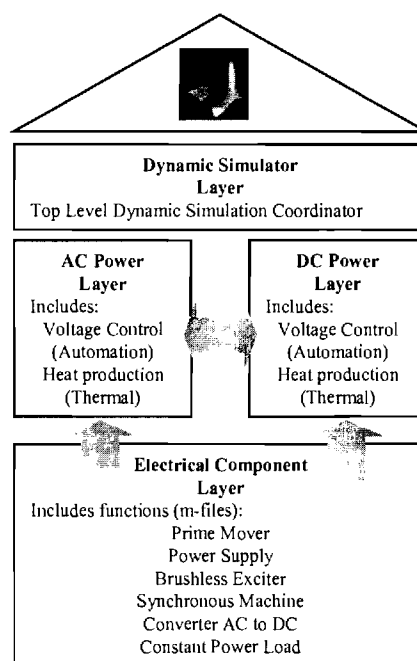 Dynamic Simulator
Layer
Top Level Dynamic Simulation Coordinator
AC Power
Layer
Includes:
Voltage Control
(Automation)
Heat production
(Thermal)
DC Power
Layer
Includes:
Voltage Control
(Automation)
Heat production
(Thermal)
Electrical Component
Layer
Includes functions (m-files):
Prime Mover
Power Supply
Brushless Exciter
Synchronous Machine
Converter AC to DC
Constant Power Load